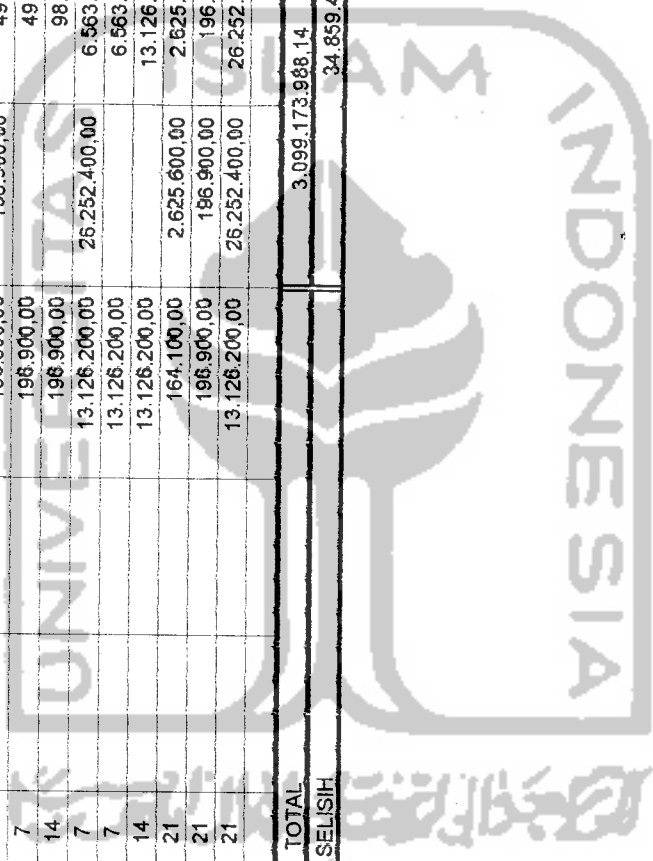 7 196.900,00 49
14 196.900,00 98.
7 13.126.200,00 26.252.400,00 6.563.
7 13.126.200,00 6.563.
14 13.126.200,00 13.126.
21 164.100,00 2.625.600,00 2.625.
21 196.900,00 196.900,00 196.
21 13.126.200,00 26.252.400,00 26.252.
TOTAL 3.099.173.988,14
SELISIH 34.859.4
UNIVERSITAS
ISLAM
INDONESIA